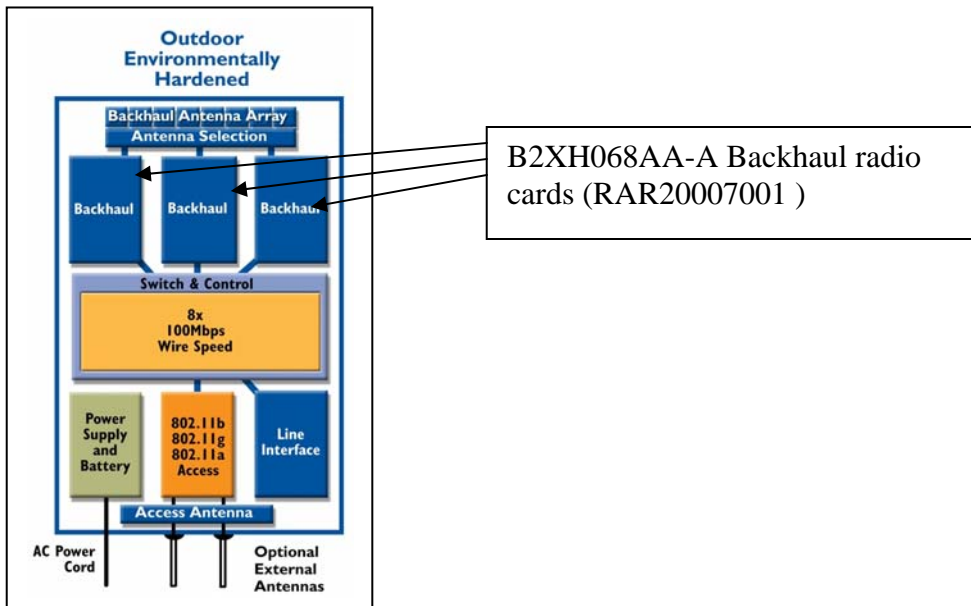 Outdoor
Environmentally
Hardened
Backhaul Antenna Array
Antenna Selection
Backhaul
Backhaul
Backhaul
B2XH068AA-A Backhaul radio
cards (RAR20007001 )
Switch & Control
8x
100Mbps
Wire Speed
Power
Supply
and
Battery
802.11b
802.11g
802.11a
Access
Line
Interface
Access Antenna
AC Power
Cord
Optional
External
Antennas